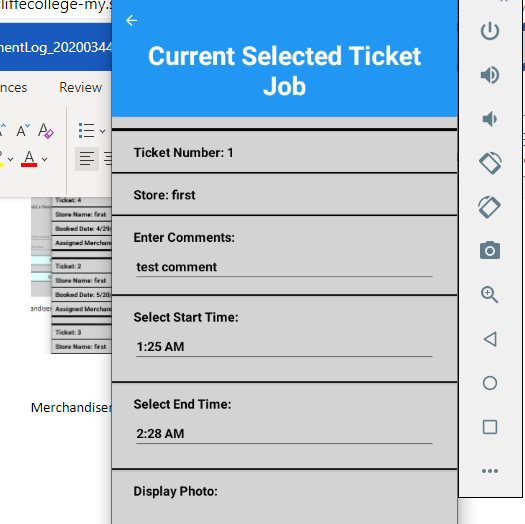 cliffecollege-my.s
mentLog_20200344
nces Review
Current Selected Ticket
Job
Ticket Number: 1
Store: first
Enter Comments:
test comment
Select Start Time:
1:25 AM
Select End Time:
2:28 AM
Display Photo:
Ticket: 4
Store Name: first
Booked Date: 4/29
Assigned Merchan
Ticket: 2
Store Name: first
Booked Date: 5/20
Assigned Merchan
Ticket: 3
Store Name: first
Merchandiser